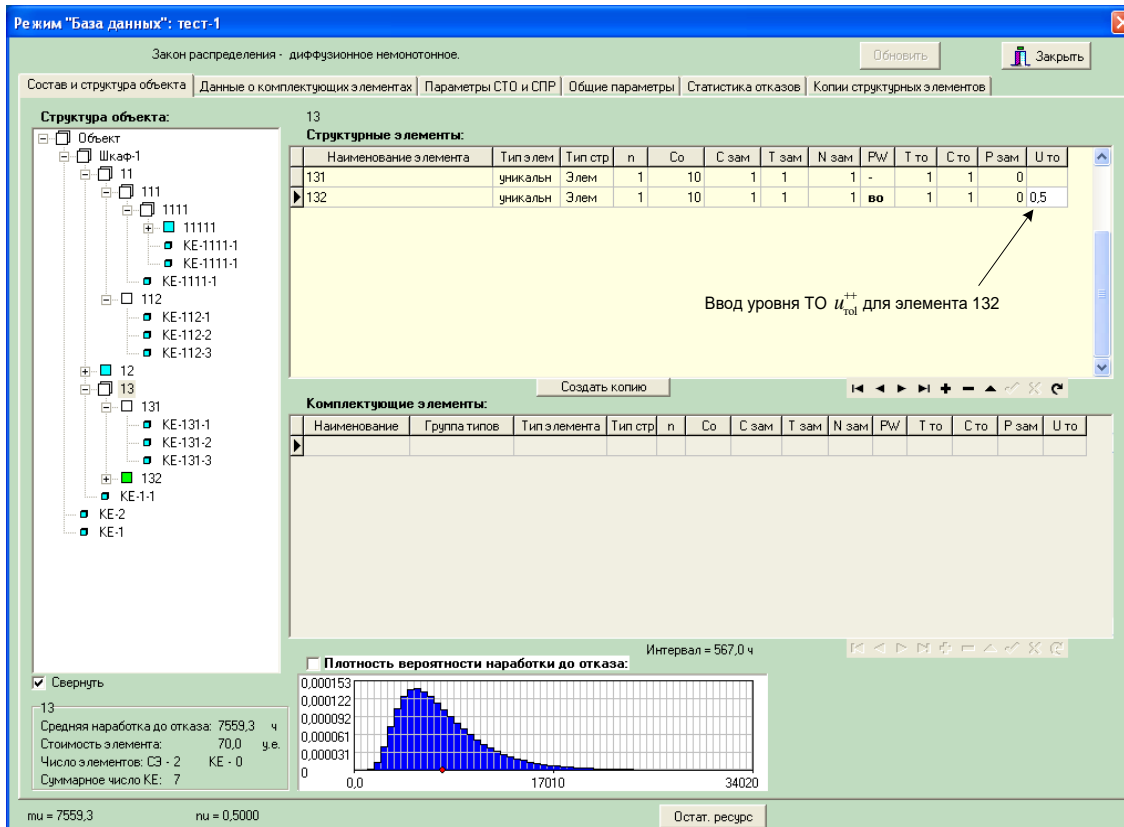 Режим "База данных": тест-1
Закон распределения - диффузионное немонотонное.
Обновить
Закрыть
Состав и структура объекта Данные о комплектующих элементах Параметры СТО и СПР Общие параметры Статистика отказов Копии структурных элементов
Структура объекта:
Объект
Шкаф-1
11
111
1111
11111
КЕ-1111-1
КЕ-1111-1
КЕ-1111-1
112
КЕ-112-1
КЕ-112-2
КЕ-112-3
12
13
131
КЕ-131-1
КЕ-131-2
КЕ-131-3
132
КЕ-1-1
КЕ-2
КЕ-1
Свернуть
13
Средняя наработка до отказа: 7559,3 ч
Стоимость элемента: 70,0 у.е.
Число элементов: СЭ - 2 КЕ - 0
Суммарное число КЕ: 7
13
Структурные элементы:
Наименование элемента Тип элем Тип стр n Co С зам Т зам N зам PW Т то С то Р зам U то
131 уникальн Элем 1 10 1 1 1 - 1 1 0
132 уникальн Элем 1 10 1 1 1 во 1 1 0 0,5
Ввод уровня ТО u++tol для элемента 132
Создать копию
Комплектующие элементы:
Наименование Группа типов Тип элемента Тип стр n Co С зам Т зам N зам PW Т то С то Р зам U то
Интервал = 567,0 ч
Плотность вероятности наработки до отказа:
0,000153
0,000122
0,000092
0,000061
0,000031
0
0,0 17010 34020
mu = 7559,3 nu = 0,5000
Остат. ресурс